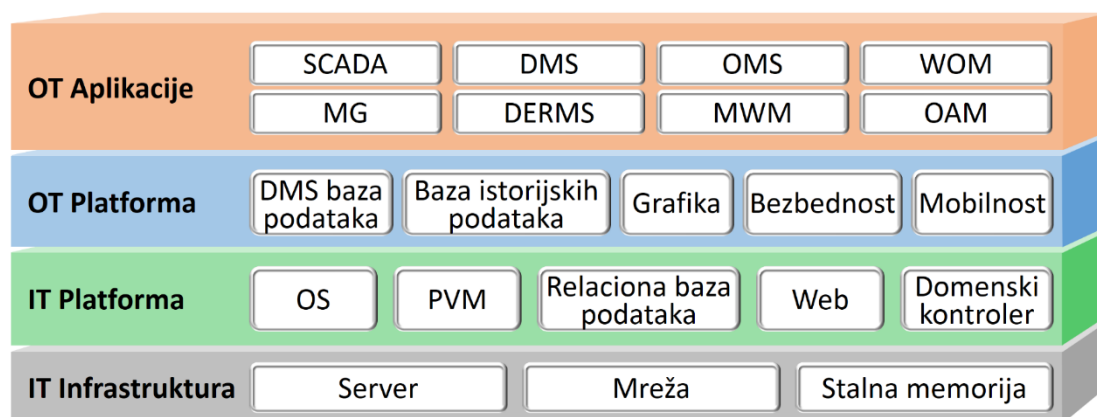 OT Aplikacije
SCADA
DMS
OMS
WOM
MG
DERMS
MWM
OAM
OT Platforma
DMS baza
podataka
Baza istorijskih
podataka
Grafika
Bezbednost
Mobilnost
IT Platforma
OS
PVM
Relaciona baza
podataka
Web
Domenski
kontroler
IT Infrastruktura
Server
Mreža
Stalna memorija